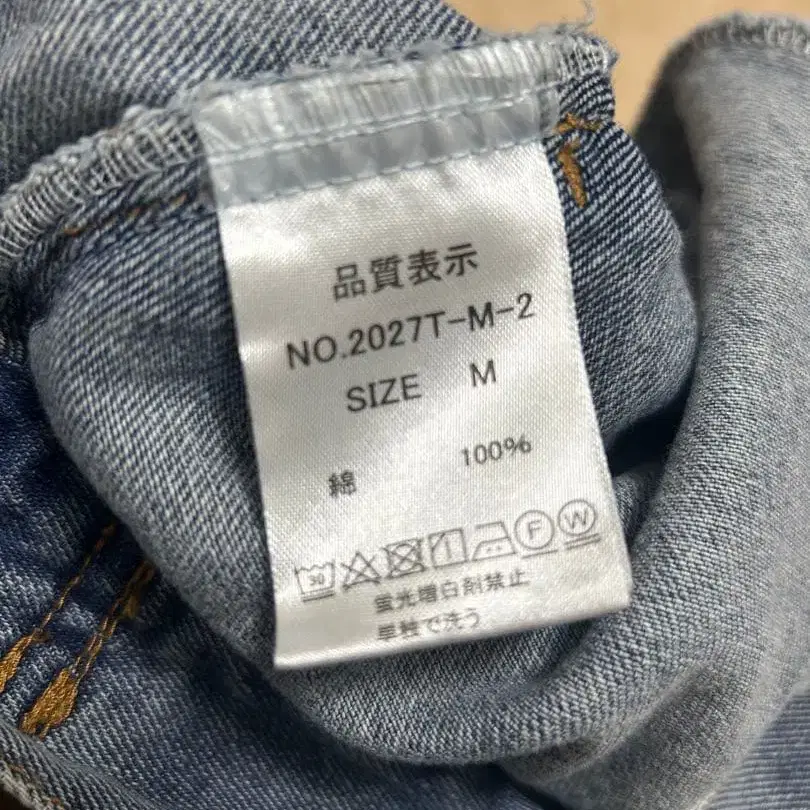 品質表示
NO.2027T-M-2
SIZE M
綿 100%
30 F W
蛍光増白剤禁止
単独で洗う